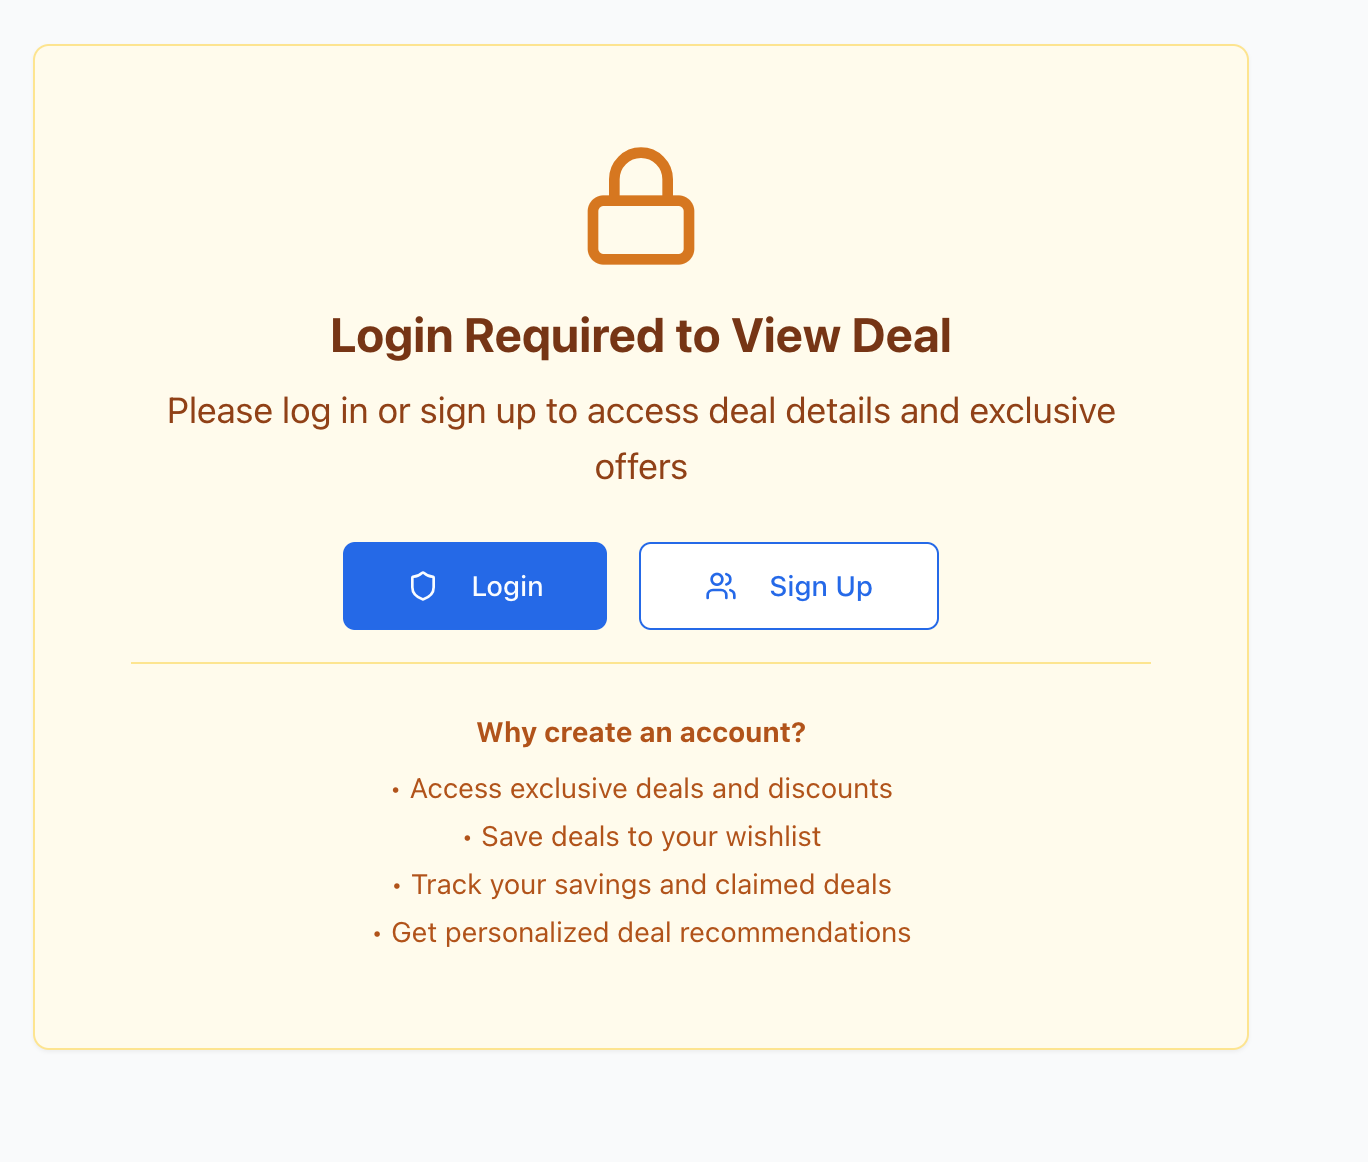 Login Required to View Deal
Please log in or sign up to access deal details and exclusive
offers
Login
Sign Up
Why create an account?
• Access exclusive deals and discounts
• Save deals to your wishlist
• Track your savings and claimed deals
• Get personalized deal recommendations